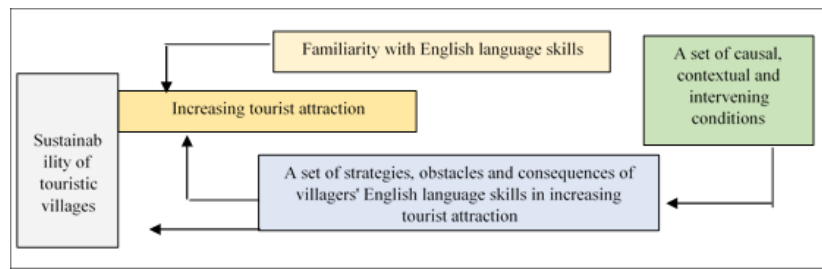 Familiarity with English language skills
A set of causal,
contextual and
intervening
conditions
Increasing tourist attraction
Sustainab
ility of
touristic
villages
A set of strategies, obstacles and consequences of
villagers' English language skills in increasing
tourist attraction